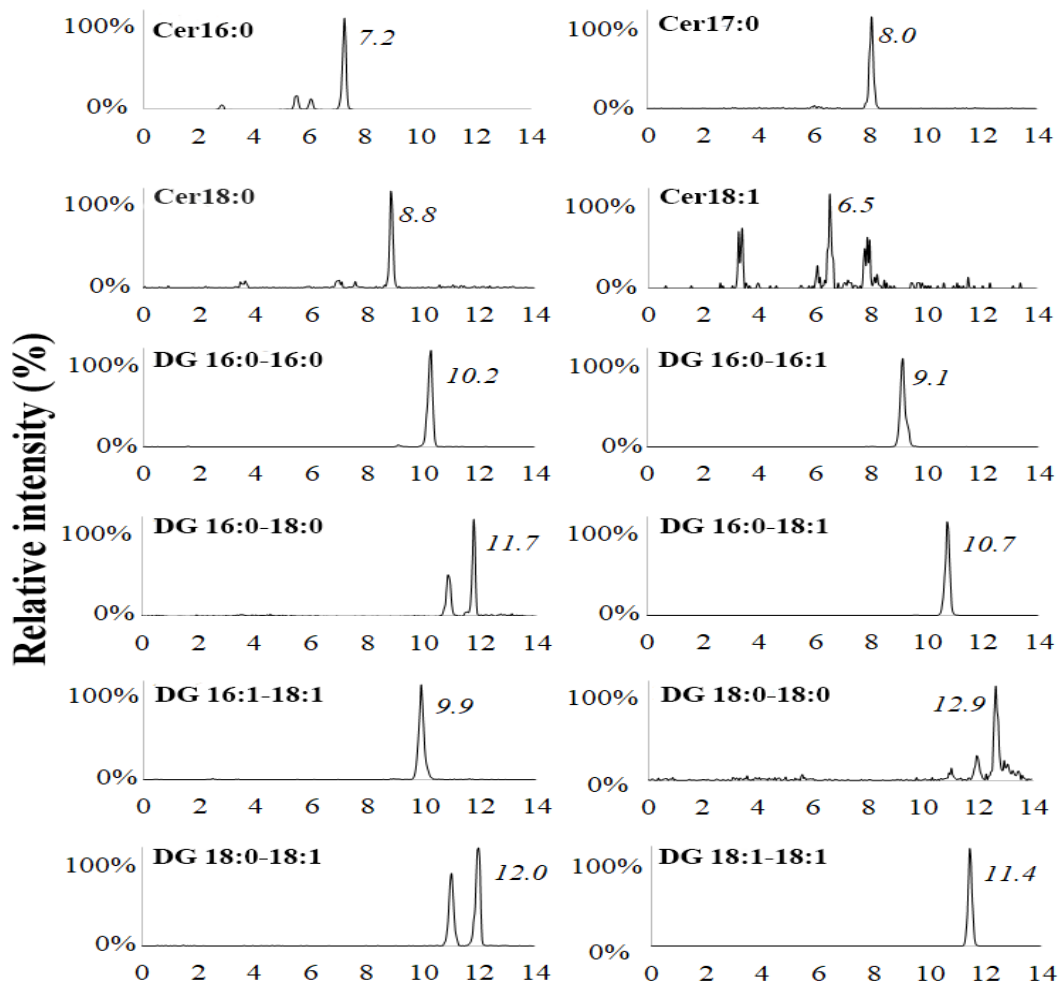 Relative intensity (%)
100% Cer16:0 7.2
0%
0 2 4 6 8 10 12 14
100% Cer17:0 8.0
0%
0 2 4 6 8 10 12 14
100% Cer18:0 8.8
0%
0 2 4 6 8 10 12 14
100% Cer18:1 6.5
0%
0 2 4 6 8 10 12 14
100% DG 16:0-16:0 10.2
0%
0 2 4 6 8 10 12 14
100% DG 16:0-16:1 9.1
0%
0 2 4 6 8 10 12 14
100% DG 16:0-18:0 11.7
0%
0 2 4 6 8 10 12 14
100% DG 16:0-18:1 10.7
0%
0 2 4 6 8 10 12 14
100% DG 16:1-18:1 9.9
0%
0 2 4 6 8 10 12 14
100% DG 18:0-18:0 12.9
0%
0 2 4 6 8 10 12 14
100% DG 18:0-18:1 12.0
0%
0 2 4 6 8 10 12 14
100% DG 18:1-18:1 11.4
0%
0 2 4 6 8 10 12 14